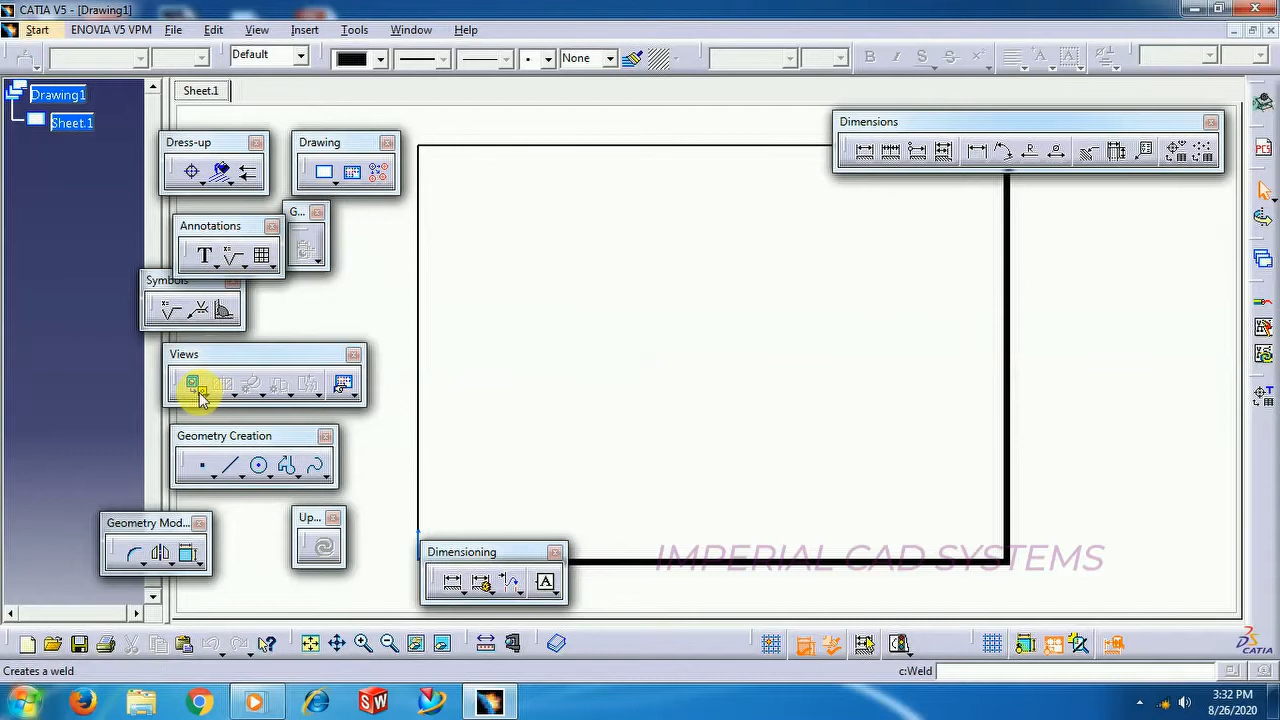 CATIA V5 - [Drawing1]
Start ENOVIA V5 VPM File Edit View Insert Tools Window Help
Default None
Drawing1
Sheet.1
Sheet.1
Dress-up
Drawing
Dimensions
PCS
Annotations
G...
Symbols
Views
Geometry Creation
Geometry Mod...
Up...
Dimensioning
IMPERIAL CAD SYSTEMS
CATIA
Creates a weld
c:Weld
3:32 PM
8/26/2020